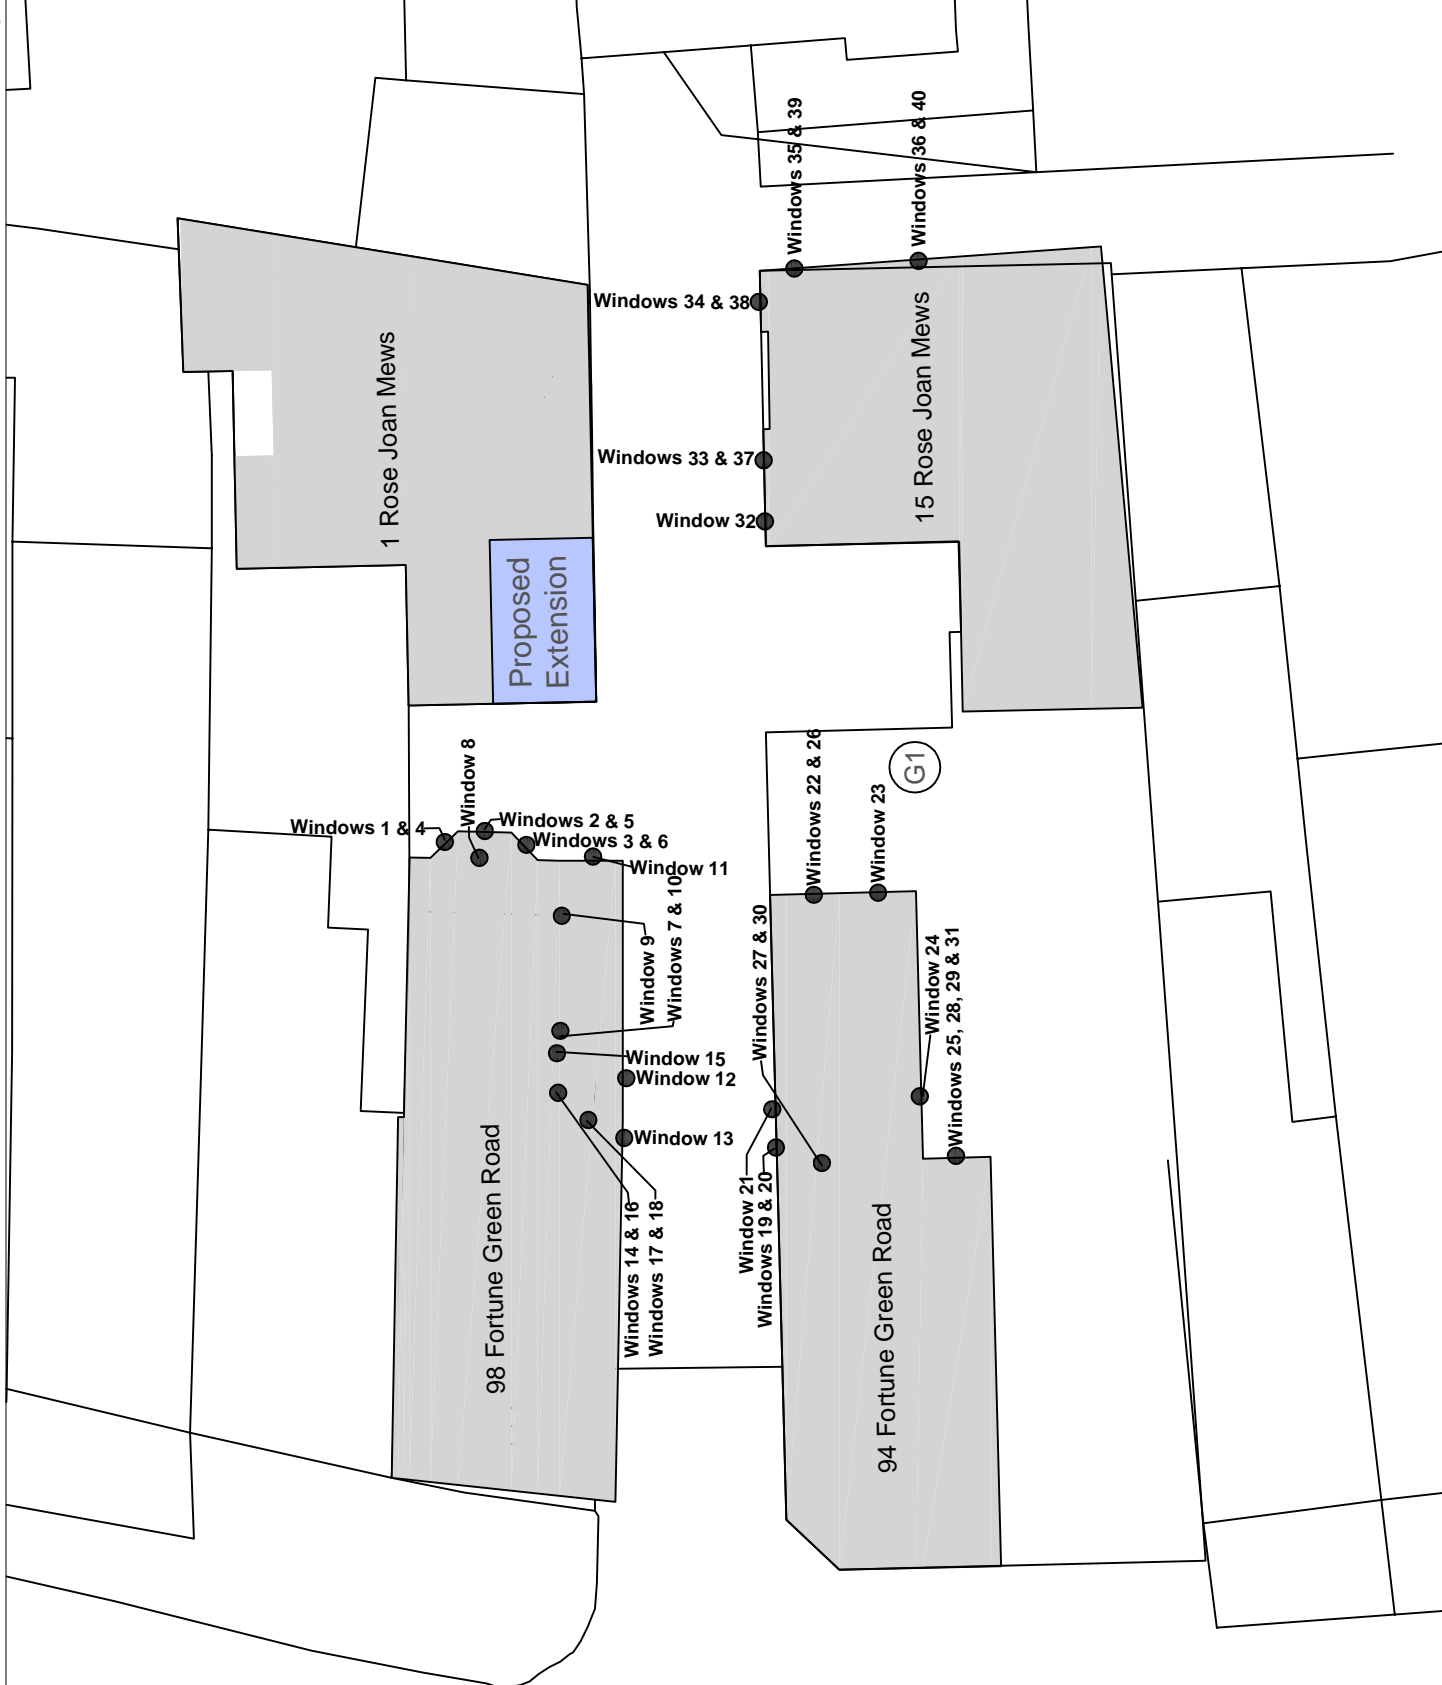 Windows 35 & 39
Windows 36 & 40
Windows 34 & 38
1 Rose Joan Mews
15 Rose Joan Mews
Windows 33 & 37
Window 32
Proposed
Extension
Window 8
Windows 1 & 4
Windows 2 & 5
Windows 3 & 6
Window 11
Windows 22 & 26
Window 23
G1
Window 9
Windows 7 & 10
Windows 27 & 30
Window 24
Windows 25, 28, 29 & 31
Window 15
Window 12
Window 13
Window 21
Windows 19 & 20
Windows 14 & 16
Windows 17 & 18
98 Fortune Green Road
94 Fortune Green Road